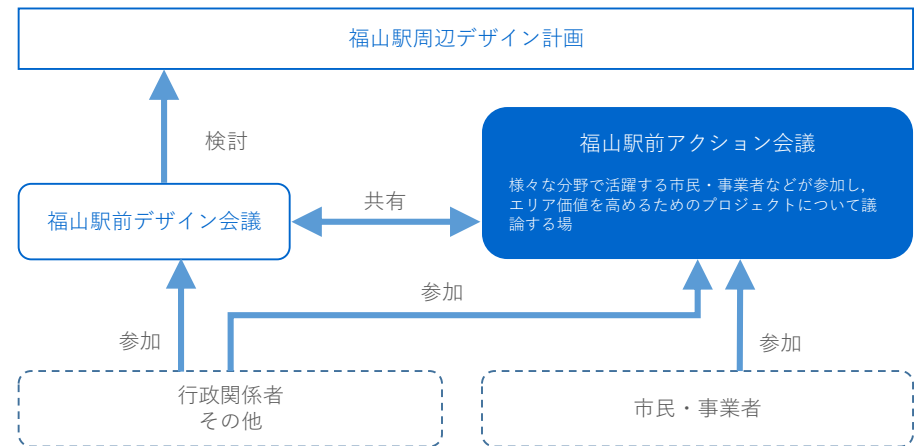 福山駅周辺デザイン計画
検討
福山駅前アクション会議
様々な分野で活躍する市民・事業者などが参加し,
エリア価値を高めるためのプロジェクトについて議
論する場
福山駅前デザイン会議
共有
参加
参加
参加
行政関係者
その他
市民・事業者